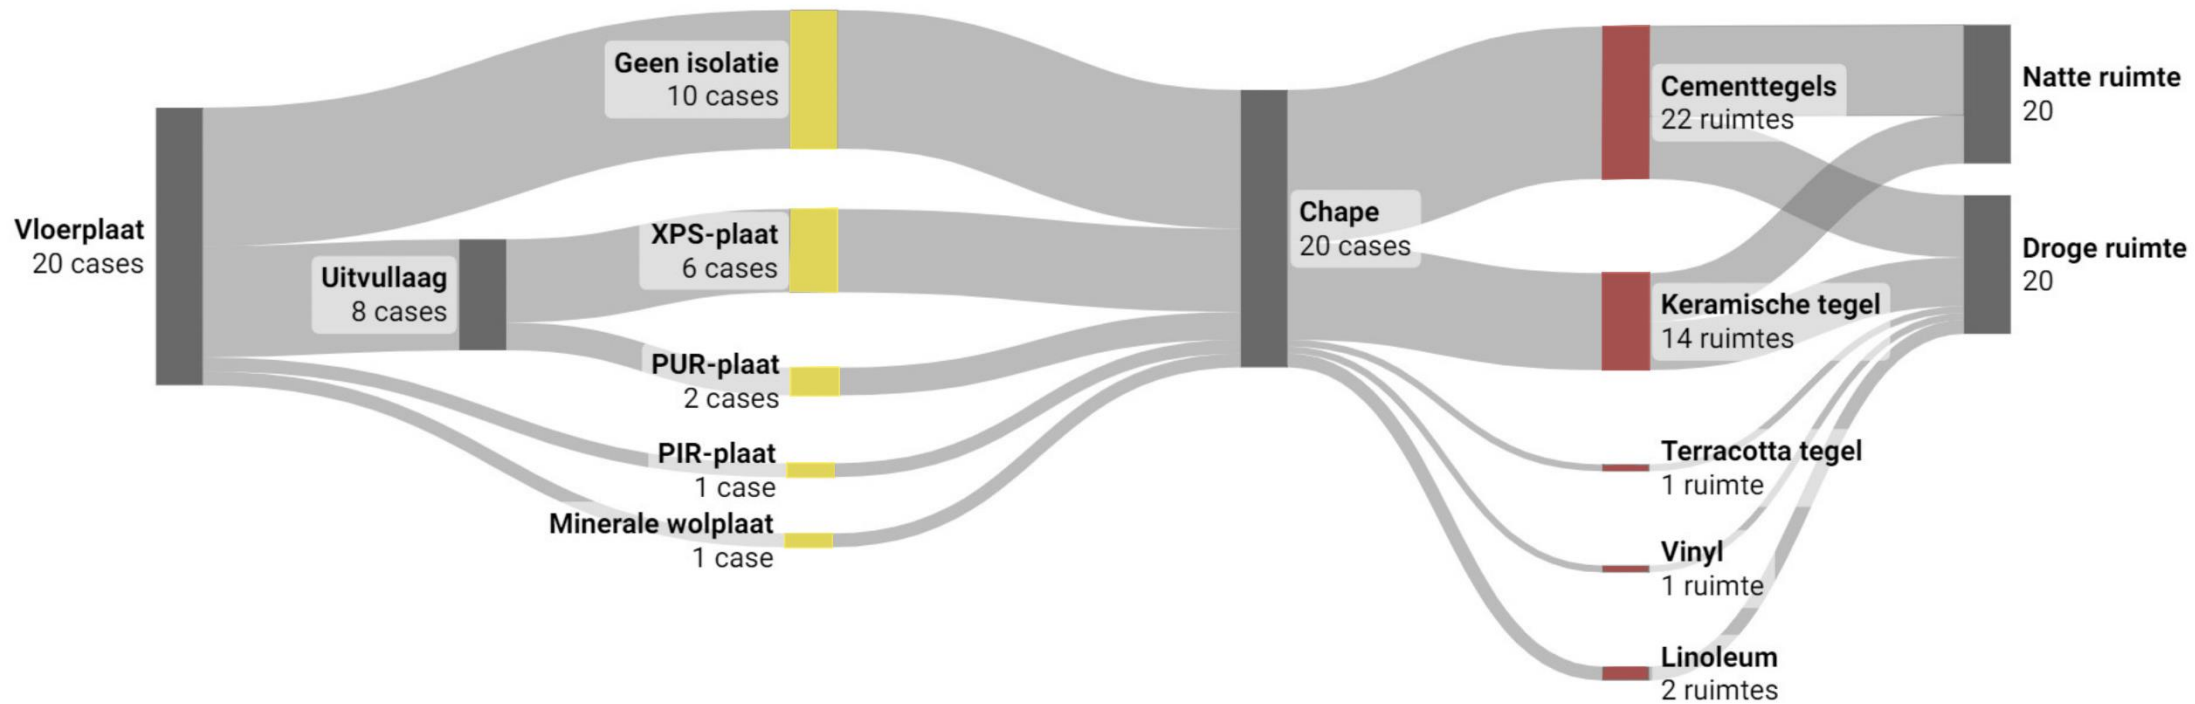 Vloerplaat
20 cases
Uitvullaag
8 cases
Geen isolatie
10 cases
XPS-plaat
6 cases
PUR-plaat
2 cases
PIR-plaat
1 case
Minerale wolplaat
1 case
Chape
20 cases
Cementtegels
22 ruimtes
Keramische tegel
14 ruimtes
Terracotta tegel
1 ruimte
Vinyl
1 ruimte
Linoleum
2 ruimtes
Natte ruimte
20
Droge ruimte
20